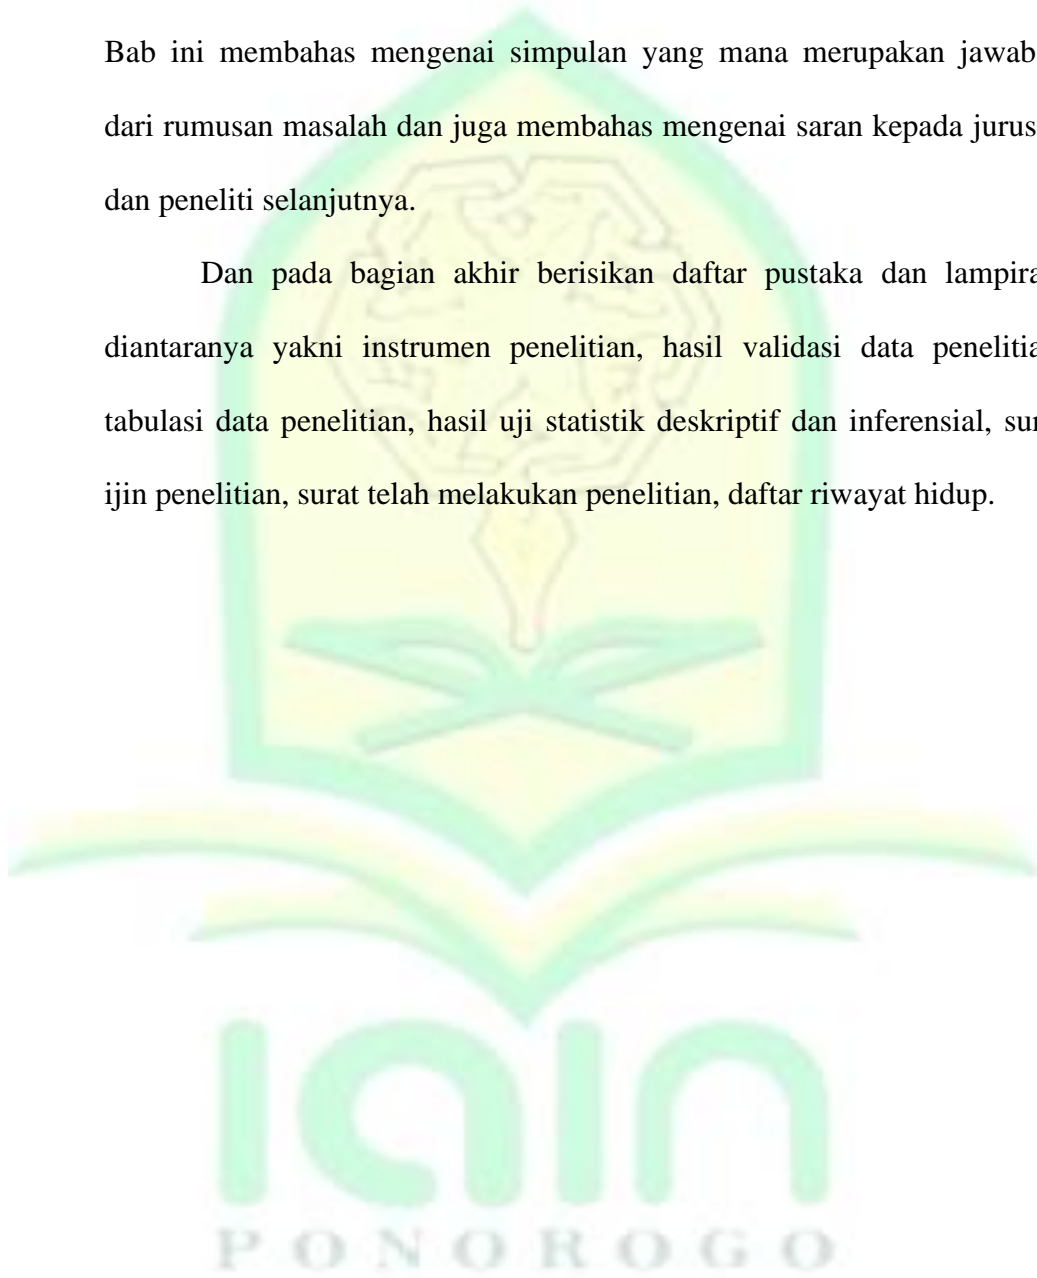 Bab ini membahas mengenai simpulan yang mana merupakan jawab
dari rumusan masalah dan juga membahas mengenai saran kepada jurus
dan peneliti selanjutnya.
Dan pada bagian akhir berisikan daftar pustaka dan lampira
diantaranya yakni instrumen penelitian, hasil validasi data penelitia
tabulasi data penelitian, hasil uji statistik deskriptif dan inferensial, sur
ijin penelitian, surat telah melakukan penelitian, daftar riwayat hidup.
iain
PONOROGO